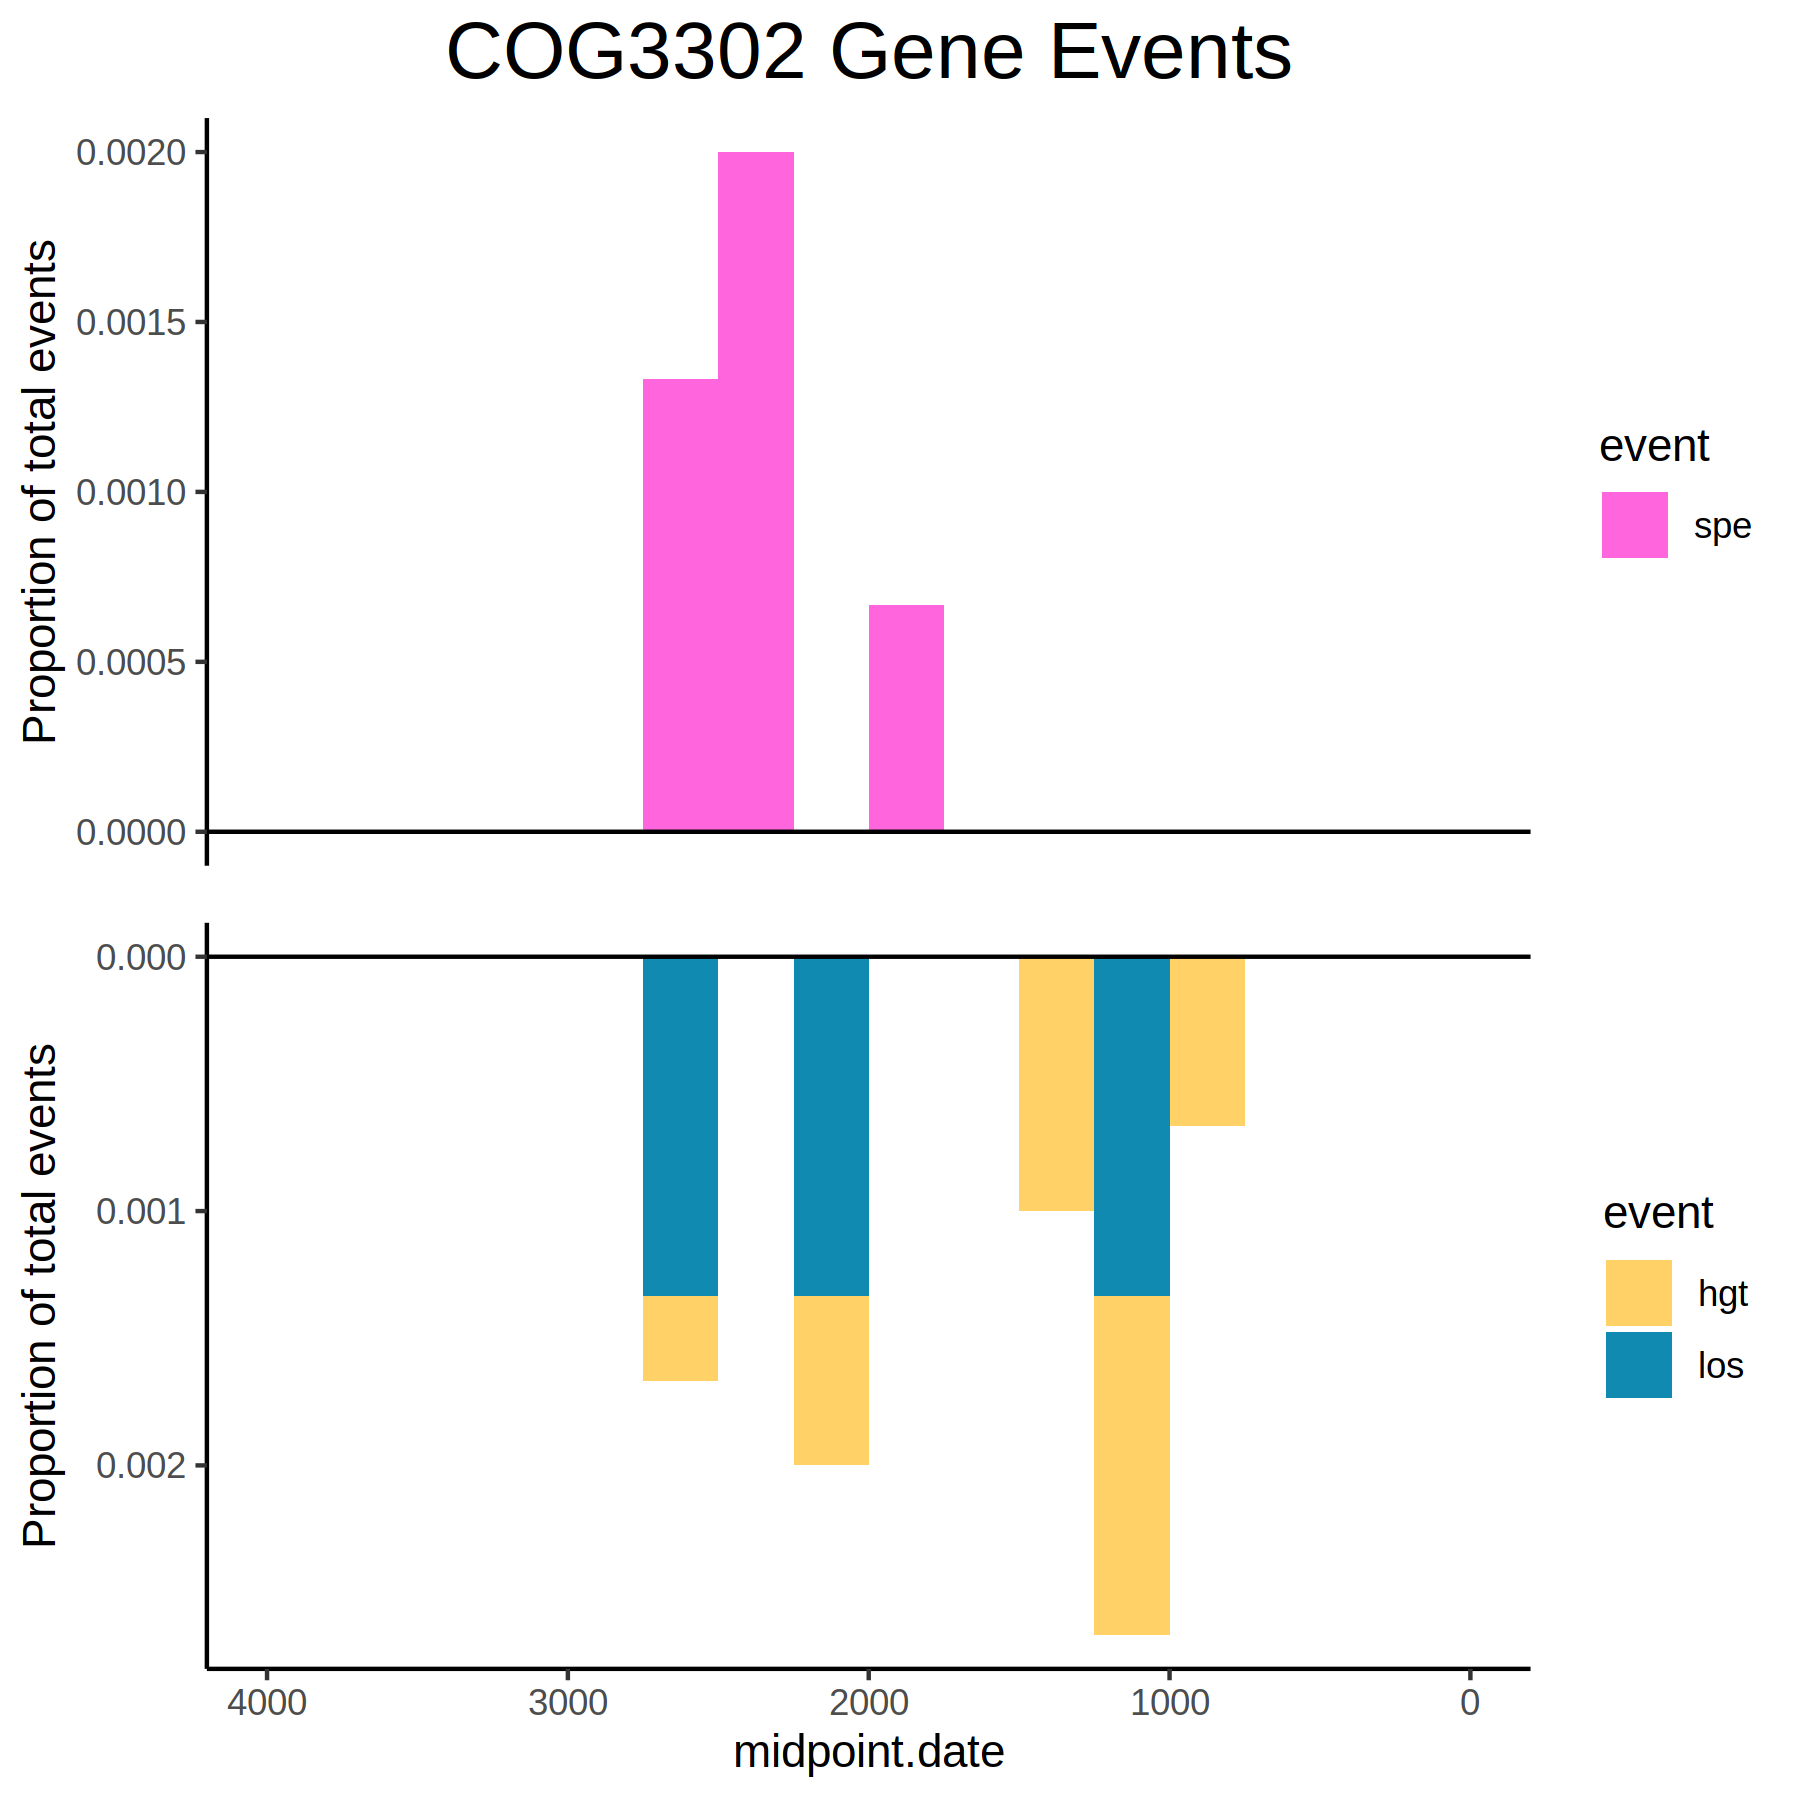 COG3302 Gene Events
Proportion of total events
0.0020
0.0015
0.0010
0.0005
0.0000
event
spe
Proportion of total events
0.000
0.001
0.002
event
hgt
los
4000 3000 2000 1000 0
midpoint.date